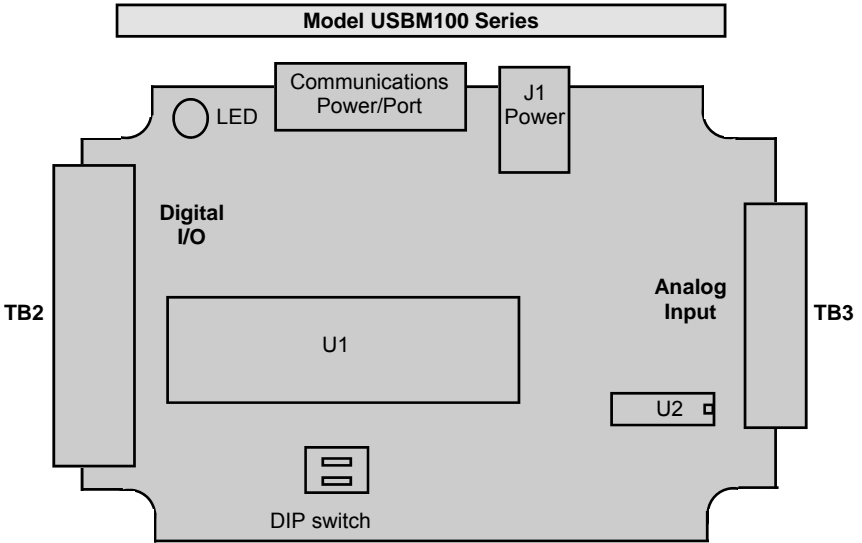 Model USBM100 Series
Communications
Power/Port
J1
Power
LED
Digital
I/O
TB2
Analog
Input
TB3
U1
U2
DIP switch